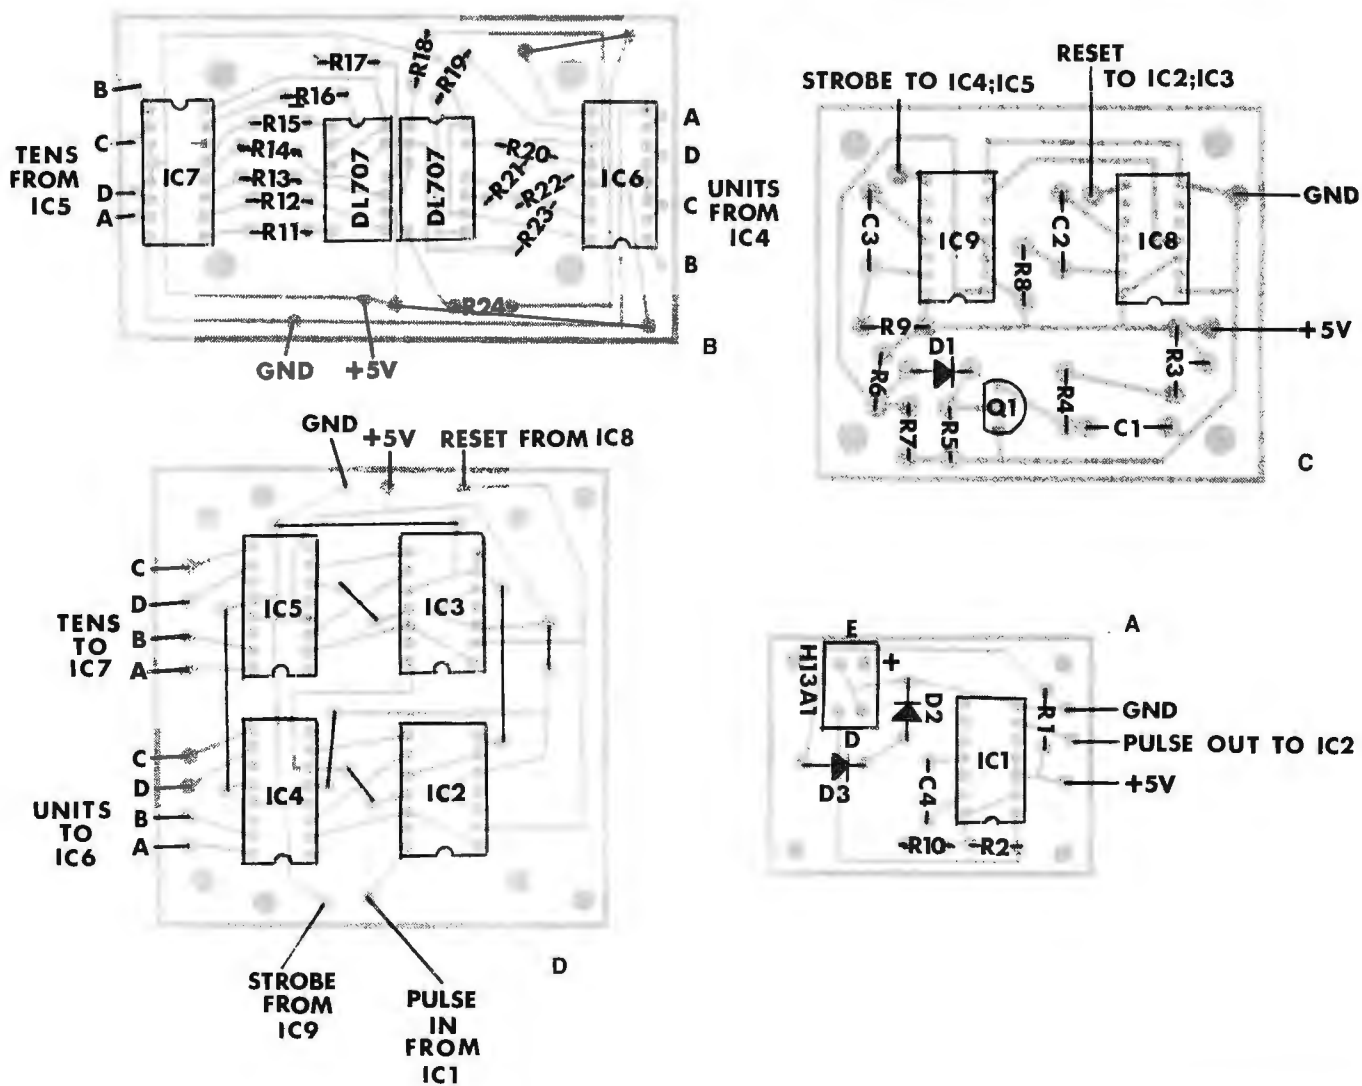 -R17-
-R18-
-R19-
B
-R16-
C
-R15-
-R14-
TENS
FROM
IC5
IC7
-R13-
D
-R12-
A
-R11-
DL707
DL707
-R20-
-R21-
-R22-
-R23-
IC6
A
D
C
B
UNITS
FROM
IC4
-R24-
GND +5V
B
RESET
STROBE TO IC4;IC5
TO IC2;IC3
GND
-C3-
IC9
-C2-
IC8
-R8-
-R9-
+5V
D1
-R3-
-R6-
Q1
-R4-
-R7-
-R5-
-C1-
C
GND
+5V RESET FROM IC8
C
D
TENS
TO
IC7
B
A
IC5
IC3
C
D
UNITS
TO
IC6
B
A
IC4
IC2
STROBE
FROM
IC9
PULSE
IN
FROM
IC1
D
A
E
H13A1
+
D2
-R1-
GND
PULSE OUT TO IC2
D
IC1
+5V
D3
-C4-
-R10-
-R2-